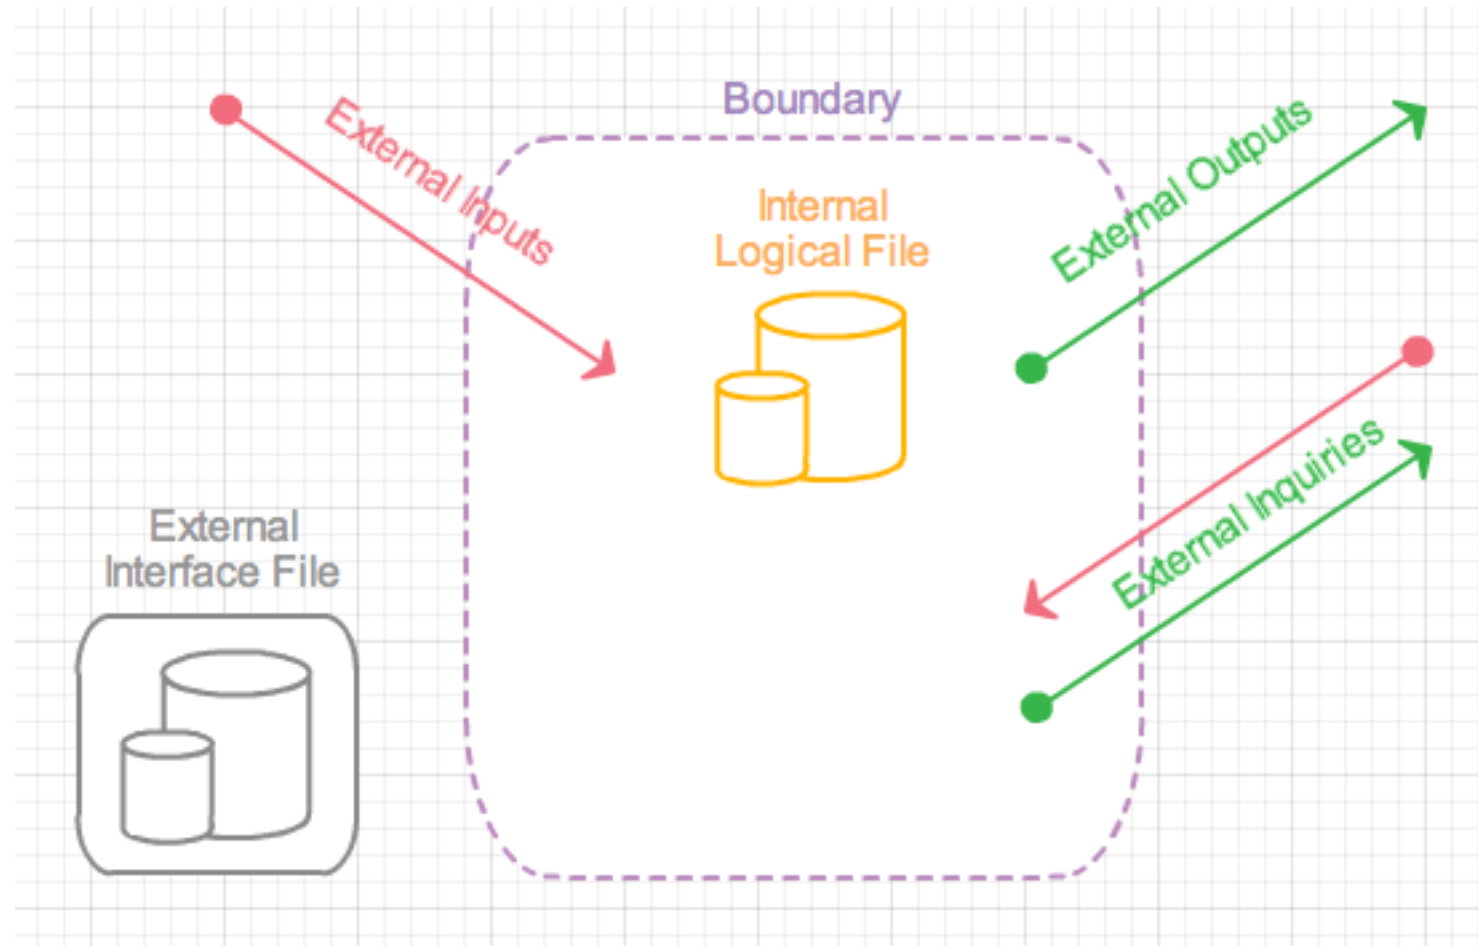 Boundary
External Inputs
Internal
Logical File
External Outputs
External Inquiries
External
Interface File